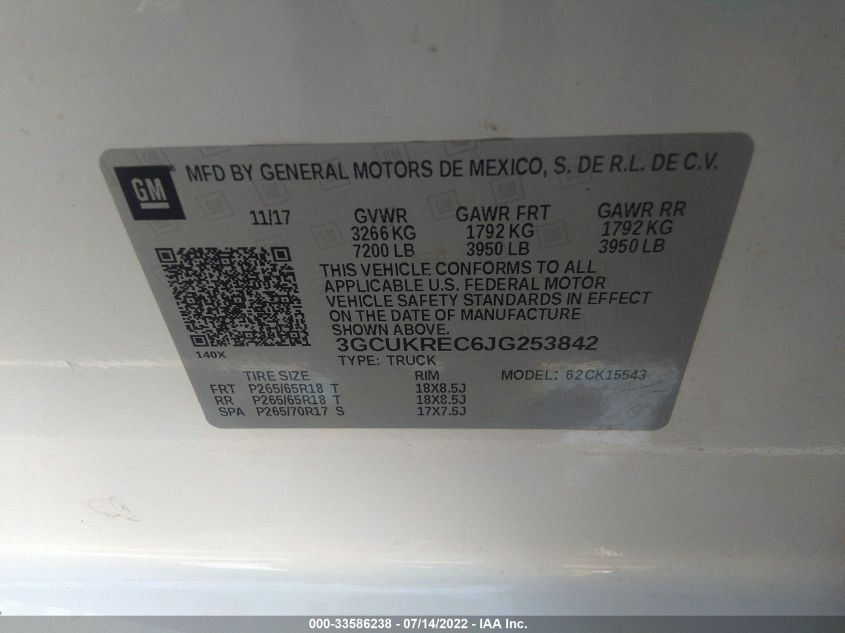 GM
MFD BY GENERAL MOTORS DE MEXICO, S. DE R.L. DE C.V.
11/17 GVWR GAWR FRT GAWR RR
3266 KG 1792 KG 1792 KG
7200 LB 3950 LB 3950 LB
THIS VEHICLE CONFORMS TO ALL
APPLICABLE U.S. FEDERAL MOTOR
VEHICLE SAFETY STANDARDS IN EFFECT
ON THE DATE OF MANUFACTURE
SHOWN ABOVE
3GCUKREC6JG253842
140X TYPE: TRUCK
TIRE SIZE RIM MODEL: 62CK15543
FRT P265/65R18 T 18X8.5J
RR P265/65R18 T 18X8.5J
SPA P265/70R17 S 17X7.5J
000-33586238 - 07/14/2022 - IAA Inc.